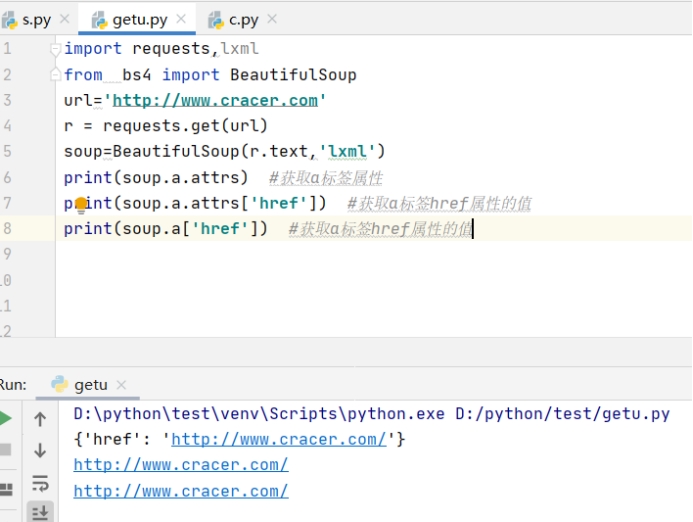 s.py getu.py c.py
1 import requests,lxml
2 from bs4 import BeautifulSoup
3 url='http://www.cracer.com'
4 r = requests.get(url)
5 soup=BeautifulSoup(r.text,'lxml')
6 print(soup.a.attrs) #获取a标签属性
7 print(soup.a.attrs['href']) #获取a标签href属性的值
8 print(soup.a['href']) #获取a标签href属性的值
9
10
11
12
Run: getu
D:\python\test\venv\Scripts\python.exe D:/python/test/getu.py
{'href': 'http://www.cracer.com/'}
http://www.cracer.com/
http://www.cracer.com/